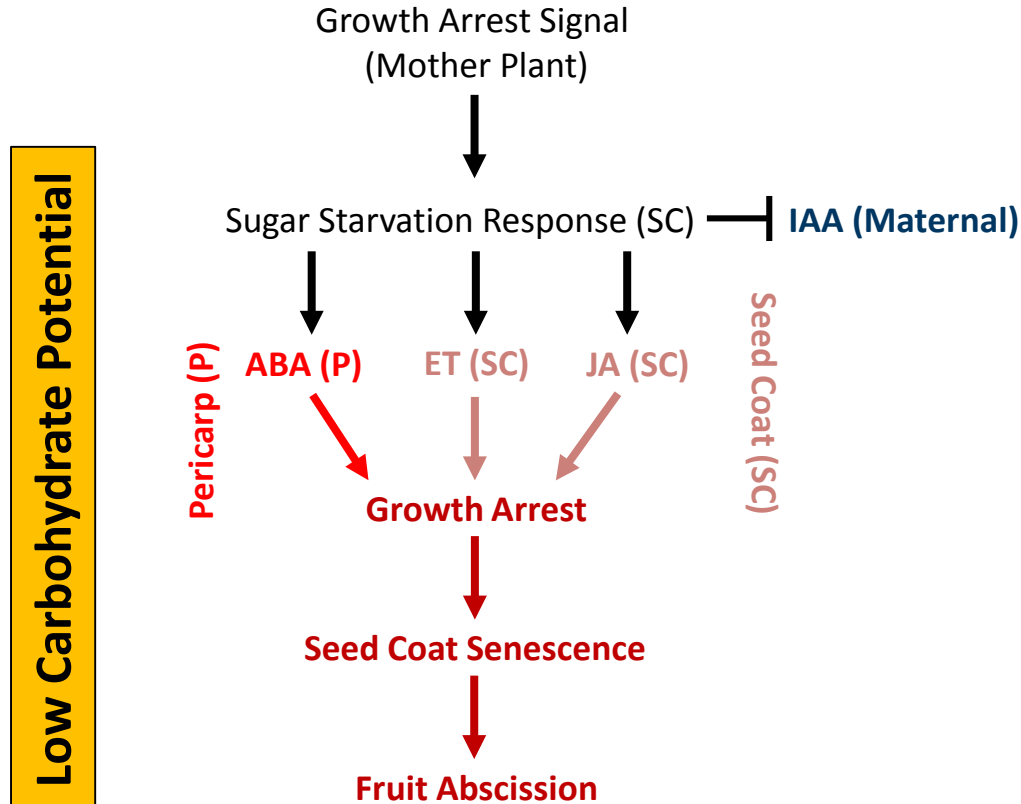 Growth Arrest Signal
(Mother Plant)
Low Carbohydrate Potential
Sugar Starvation Response (SC)
IAA (Maternal)
Pericarp (P)
ABA (P)
ET (SC)
JA (SC)
Seed Coat (SC)
Growth Arrest
Seed Coat Senescence
Fruit Abscission